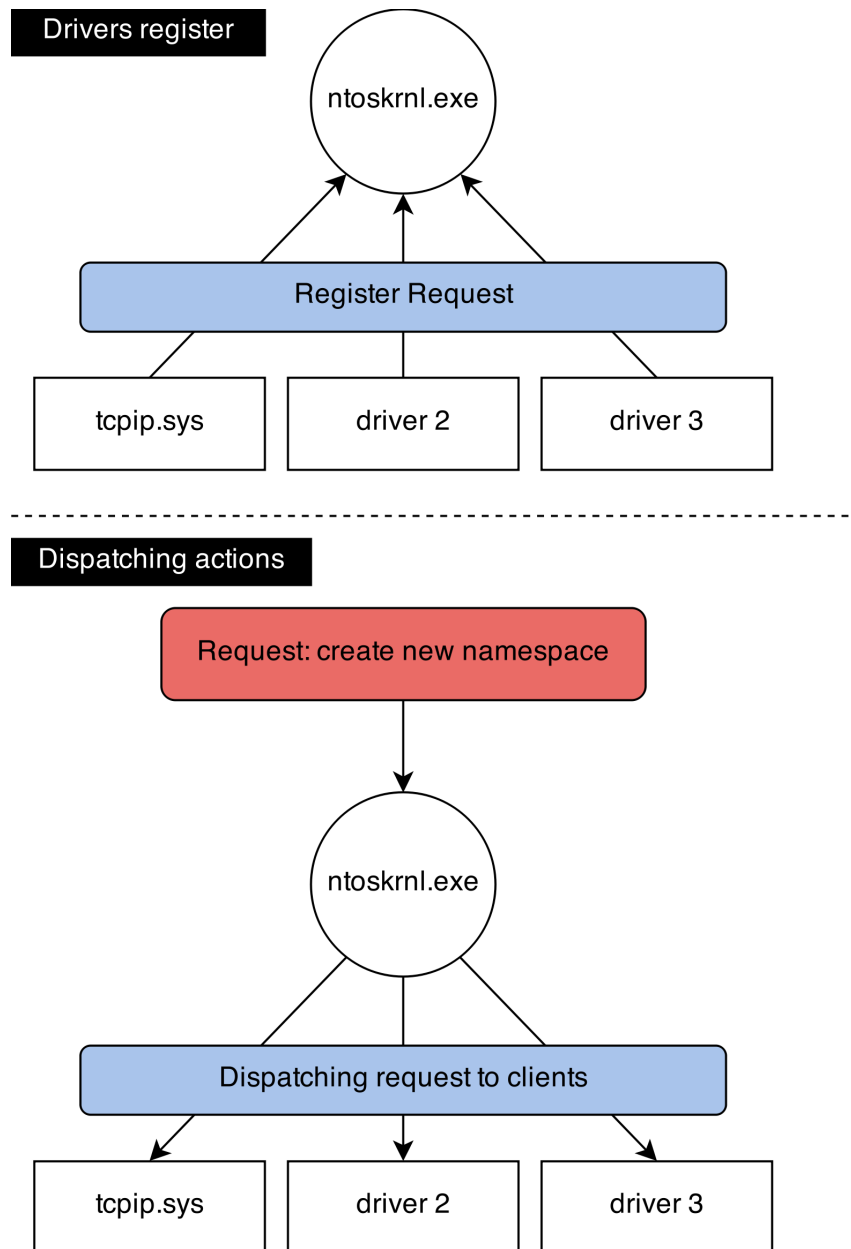 Drivers register
ntoskrnl.exe
Register Request
tcpip.sys
driver 2
driver 3
Dispatching actions
Request: create new namespace
ntoskrnl.exe
Dispatching request to clients
tcpip.sys
driver 2
driver 3